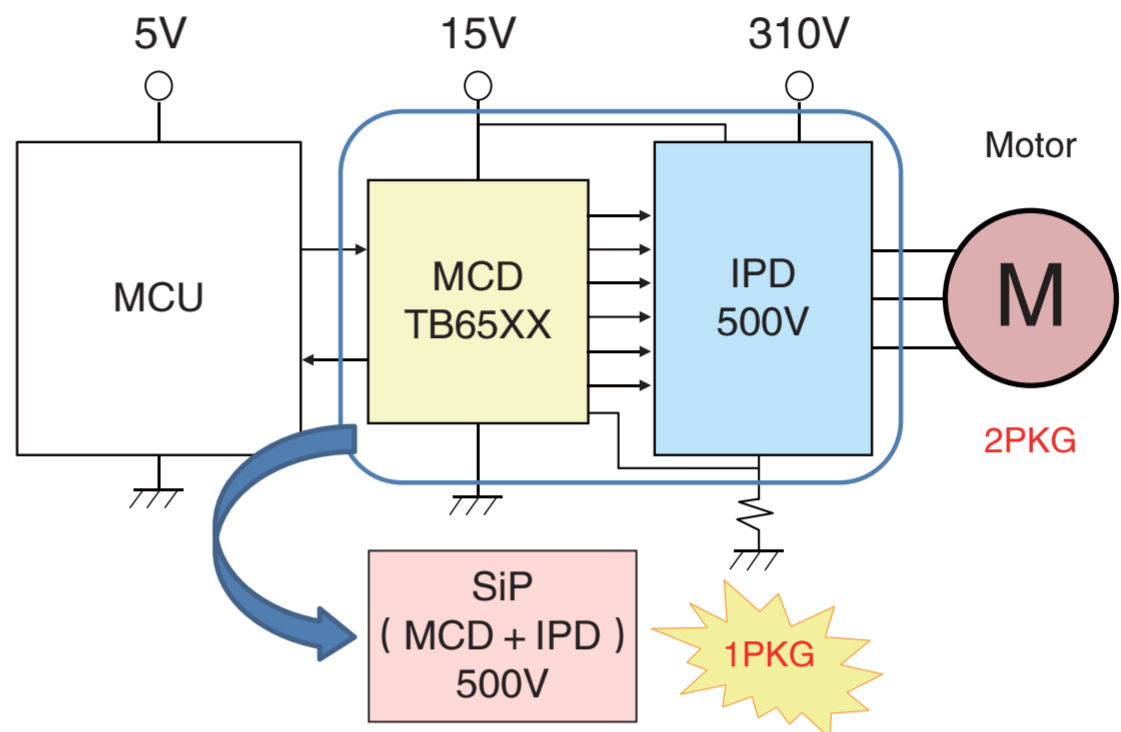 5V
15V
310V
Motor
MCU
MCD
TB65XX
IPD
500V
M
2PKG
SiP
( MCD + IPD )
500V
1PKG